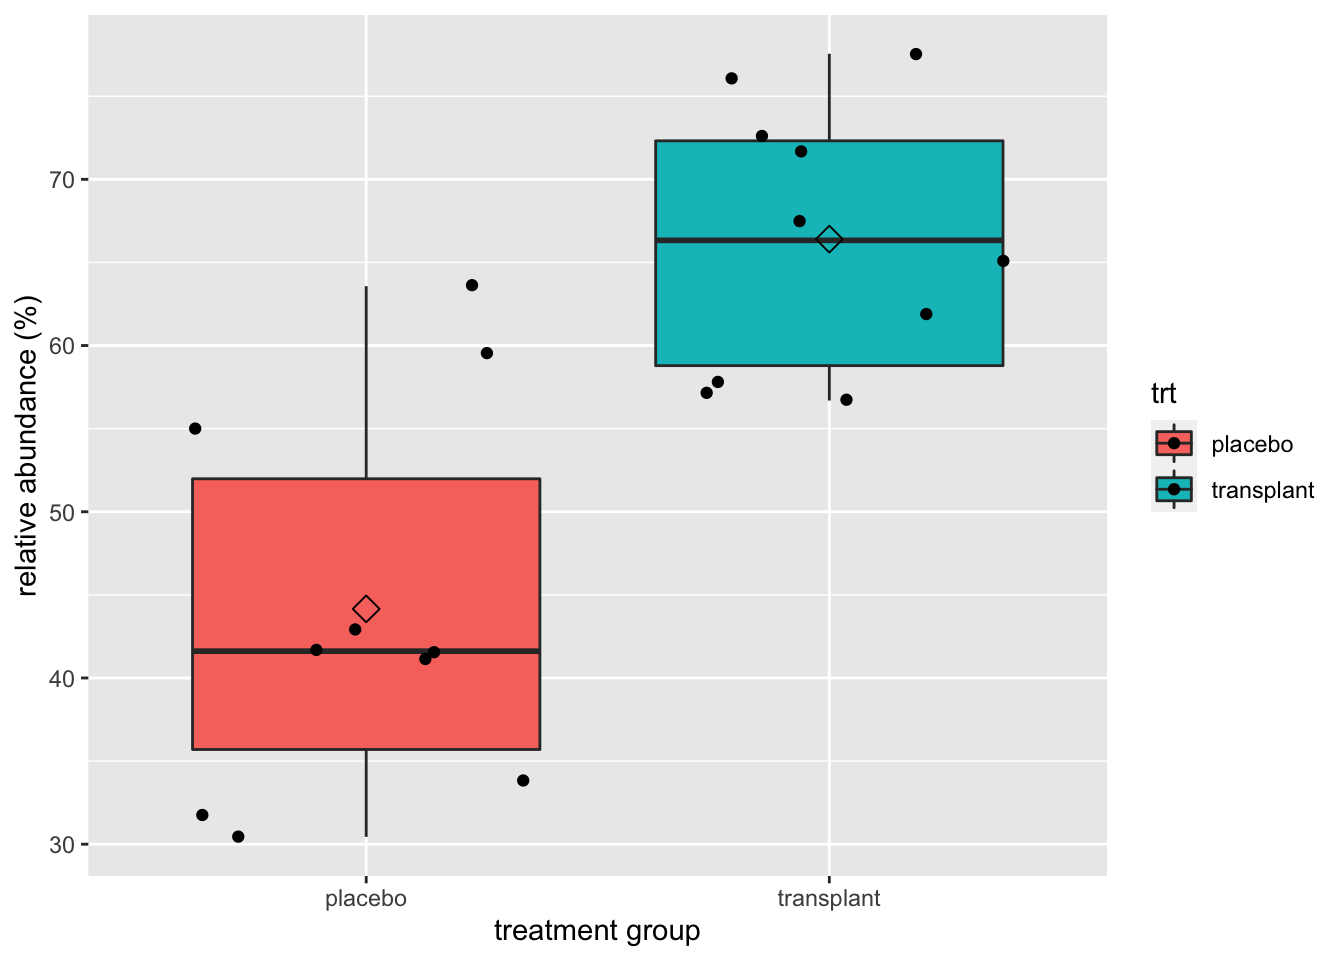 relative abundance (%)
70
60
50
40
30
placebo
transplant
treatment group
trt
placebo
transplant